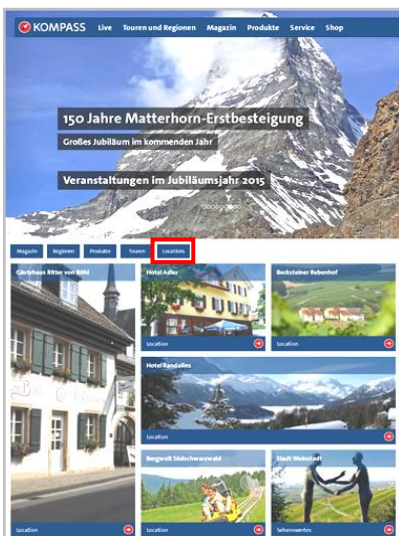 KOMPASS Live Touren und Regionen Magazin Produkte Service Shop
150 Jahre Matterhorn-Erstbesteigung
Großes Jubiläum im kommenden Jahr
Veranstaltungen im Jubiläumsjahr 2015
Magazin Regionen Produkte Touren Locations
Gästehaus Ritter von Böhl
Location
Hotel Adler
Location
Becksteiner Rebenhof
Location
Hotel Randolins
Location
Bergwelt Südschwarzwald
Location
Stadt Weinstadt
Sehenswertes